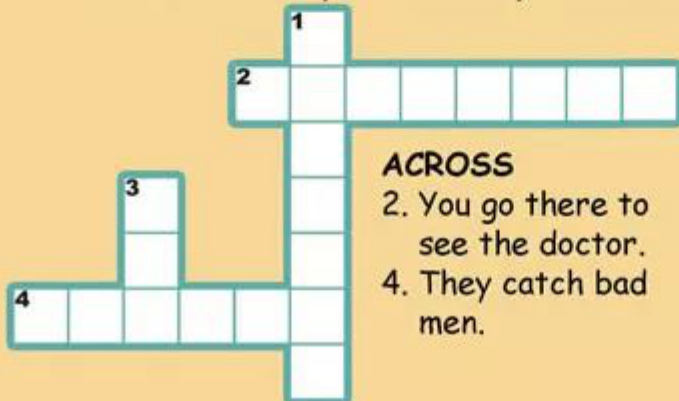 1
2
3
4
ACROSS
2. You go there to
see the doctor.
4. They catch bad
men.